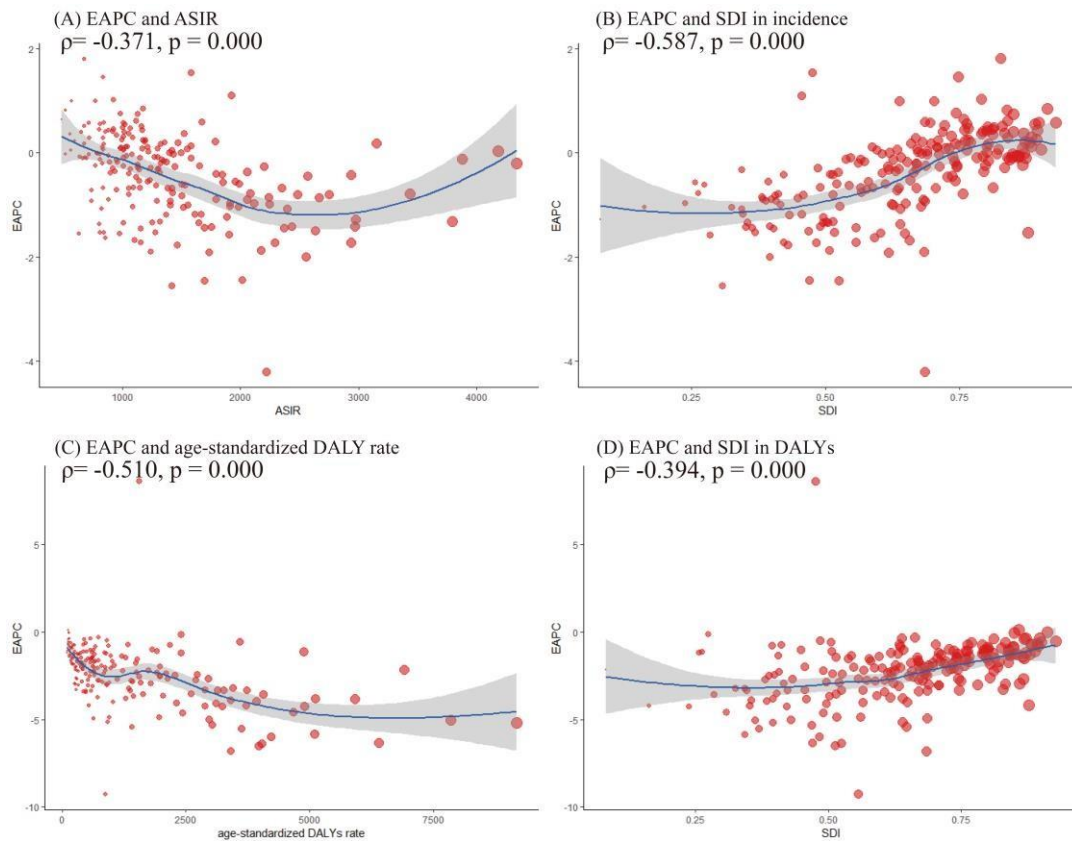 (A) EAPC and ASIR
ρ= -0.371, p = 0.000
2
0
-2
-4
EAPC
1000 2000 3000 4000
ASIR
(B) EAPC and SDI in incidence
ρ= -0.587, p = 0.000
2
0
-2
-4
EAPC
0.25 0.50 0.75
SDI
(C) EAPC and age-standardized DALY rate
ρ= -0.510, p = 0.000
5
0
-5
-10
EAPC
0 2500 5000 7500
age-standardized DALYs rate
(D) EAPC and SDI in DALYs
ρ= -0.394, p = 0.000
5
0
-5
-10
EAPC
0.25 0.50 0.75
SDI